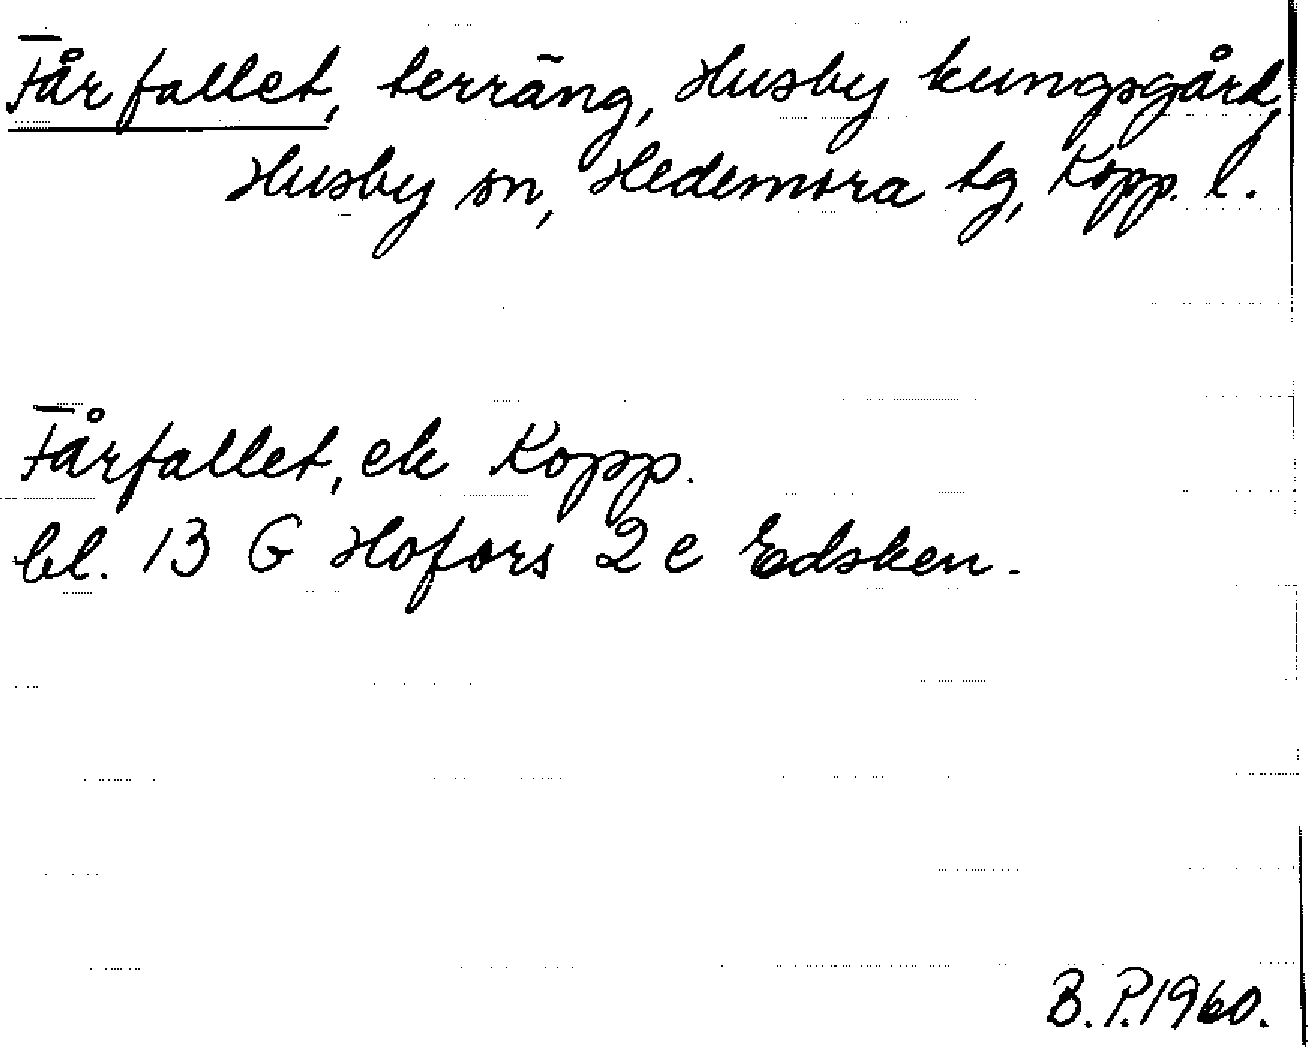 Fårfallet, terräng, Husby kungsgård,
Husby sn, Hedemora tg, Kopp. l.
Fårfallet, ek Kopp.
bl. 13 G Hofors 2 c Edsken.
B. P. 1960.